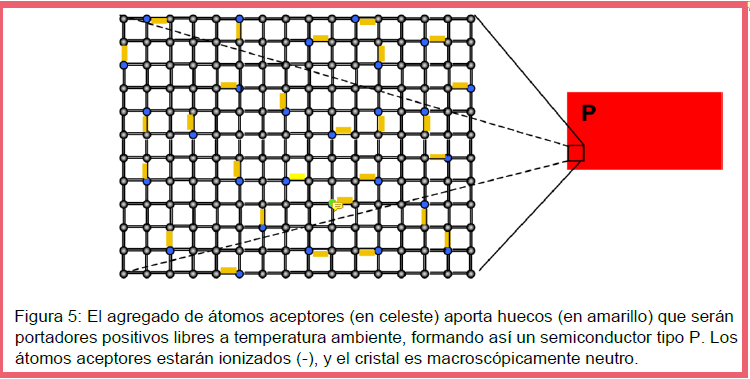 P
Figura 5: El agregado de átomos aceptores (en celeste) aporta huecos (en amarillo) que serán
portadores positivos libres a temperatura ambiente, formando así un semiconductor tipo P. Los
átomos aceptores estarán ionizados (-), y el cristal es macroscópicamente neutro.